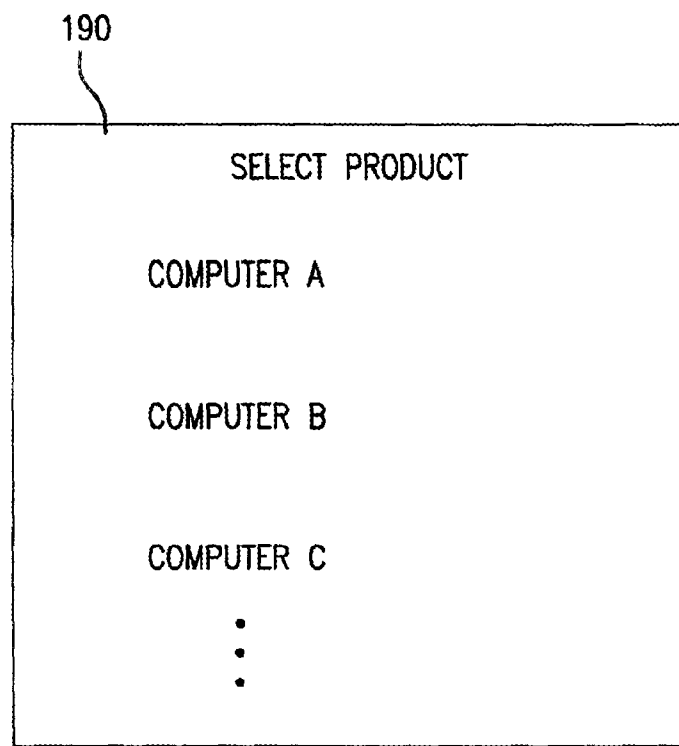 190
SELECT PRODUCT
COMPUTER A
COMPUTER B
COMPUTER C